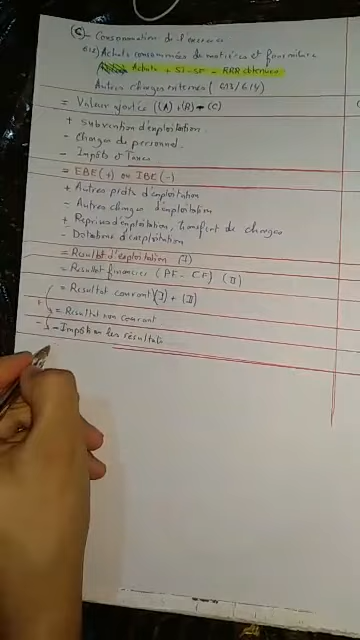 (C) - Consommation de l'exercice
612) Achats consommés de matières et fourniture
Achats + SI - SF - RRR obtenus
Autres charges externes ( 613/614)
= Valeur ajoutée ((A) + (B) - (C)
+ subvention d'exploitation.
- Charges de personnel.
- Impôts et Taxes
= EBE (+) ou IBE (-)
+ Autres pdts d'exploitation
- Autres charges d'exploitation
+ Reprises d'exploitation, Transfert de charges
- Dotations d'exploitation
= Résultat d'exploitation (I)
= Résultat financier ( PF - CF ) (II)
= Résultat courant (I) + (II)
+ = Résultat non courant
- - Impôt sur les résultats